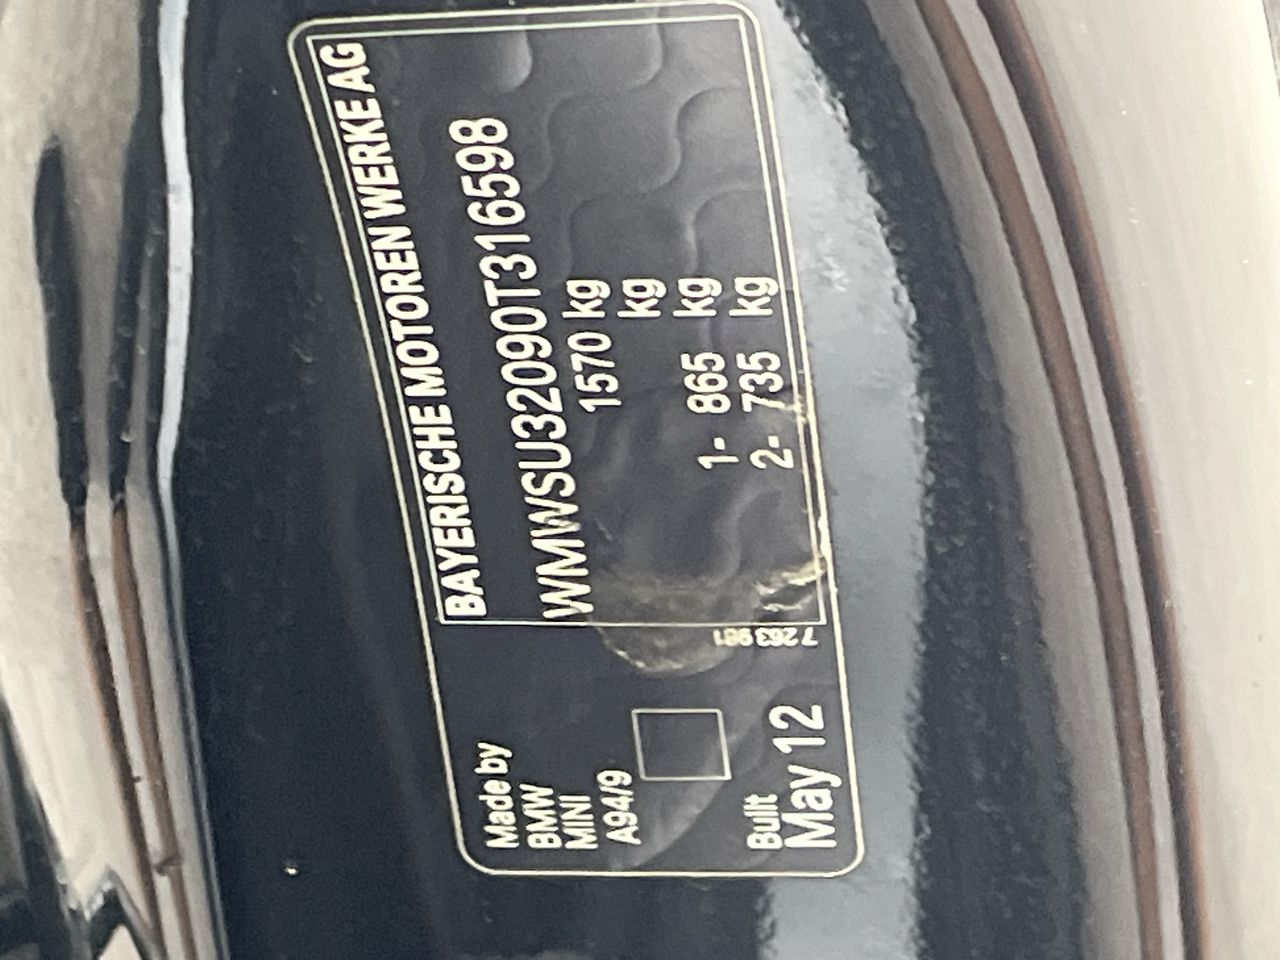 BAYERISCHE MOTOREN WERKE AG
WMWSU32090T316598
1570 kg
kg
1- 865 kg
2- 735 kg
Made by
BMW
MINI
A94/9
Built
May 12
7 263 981